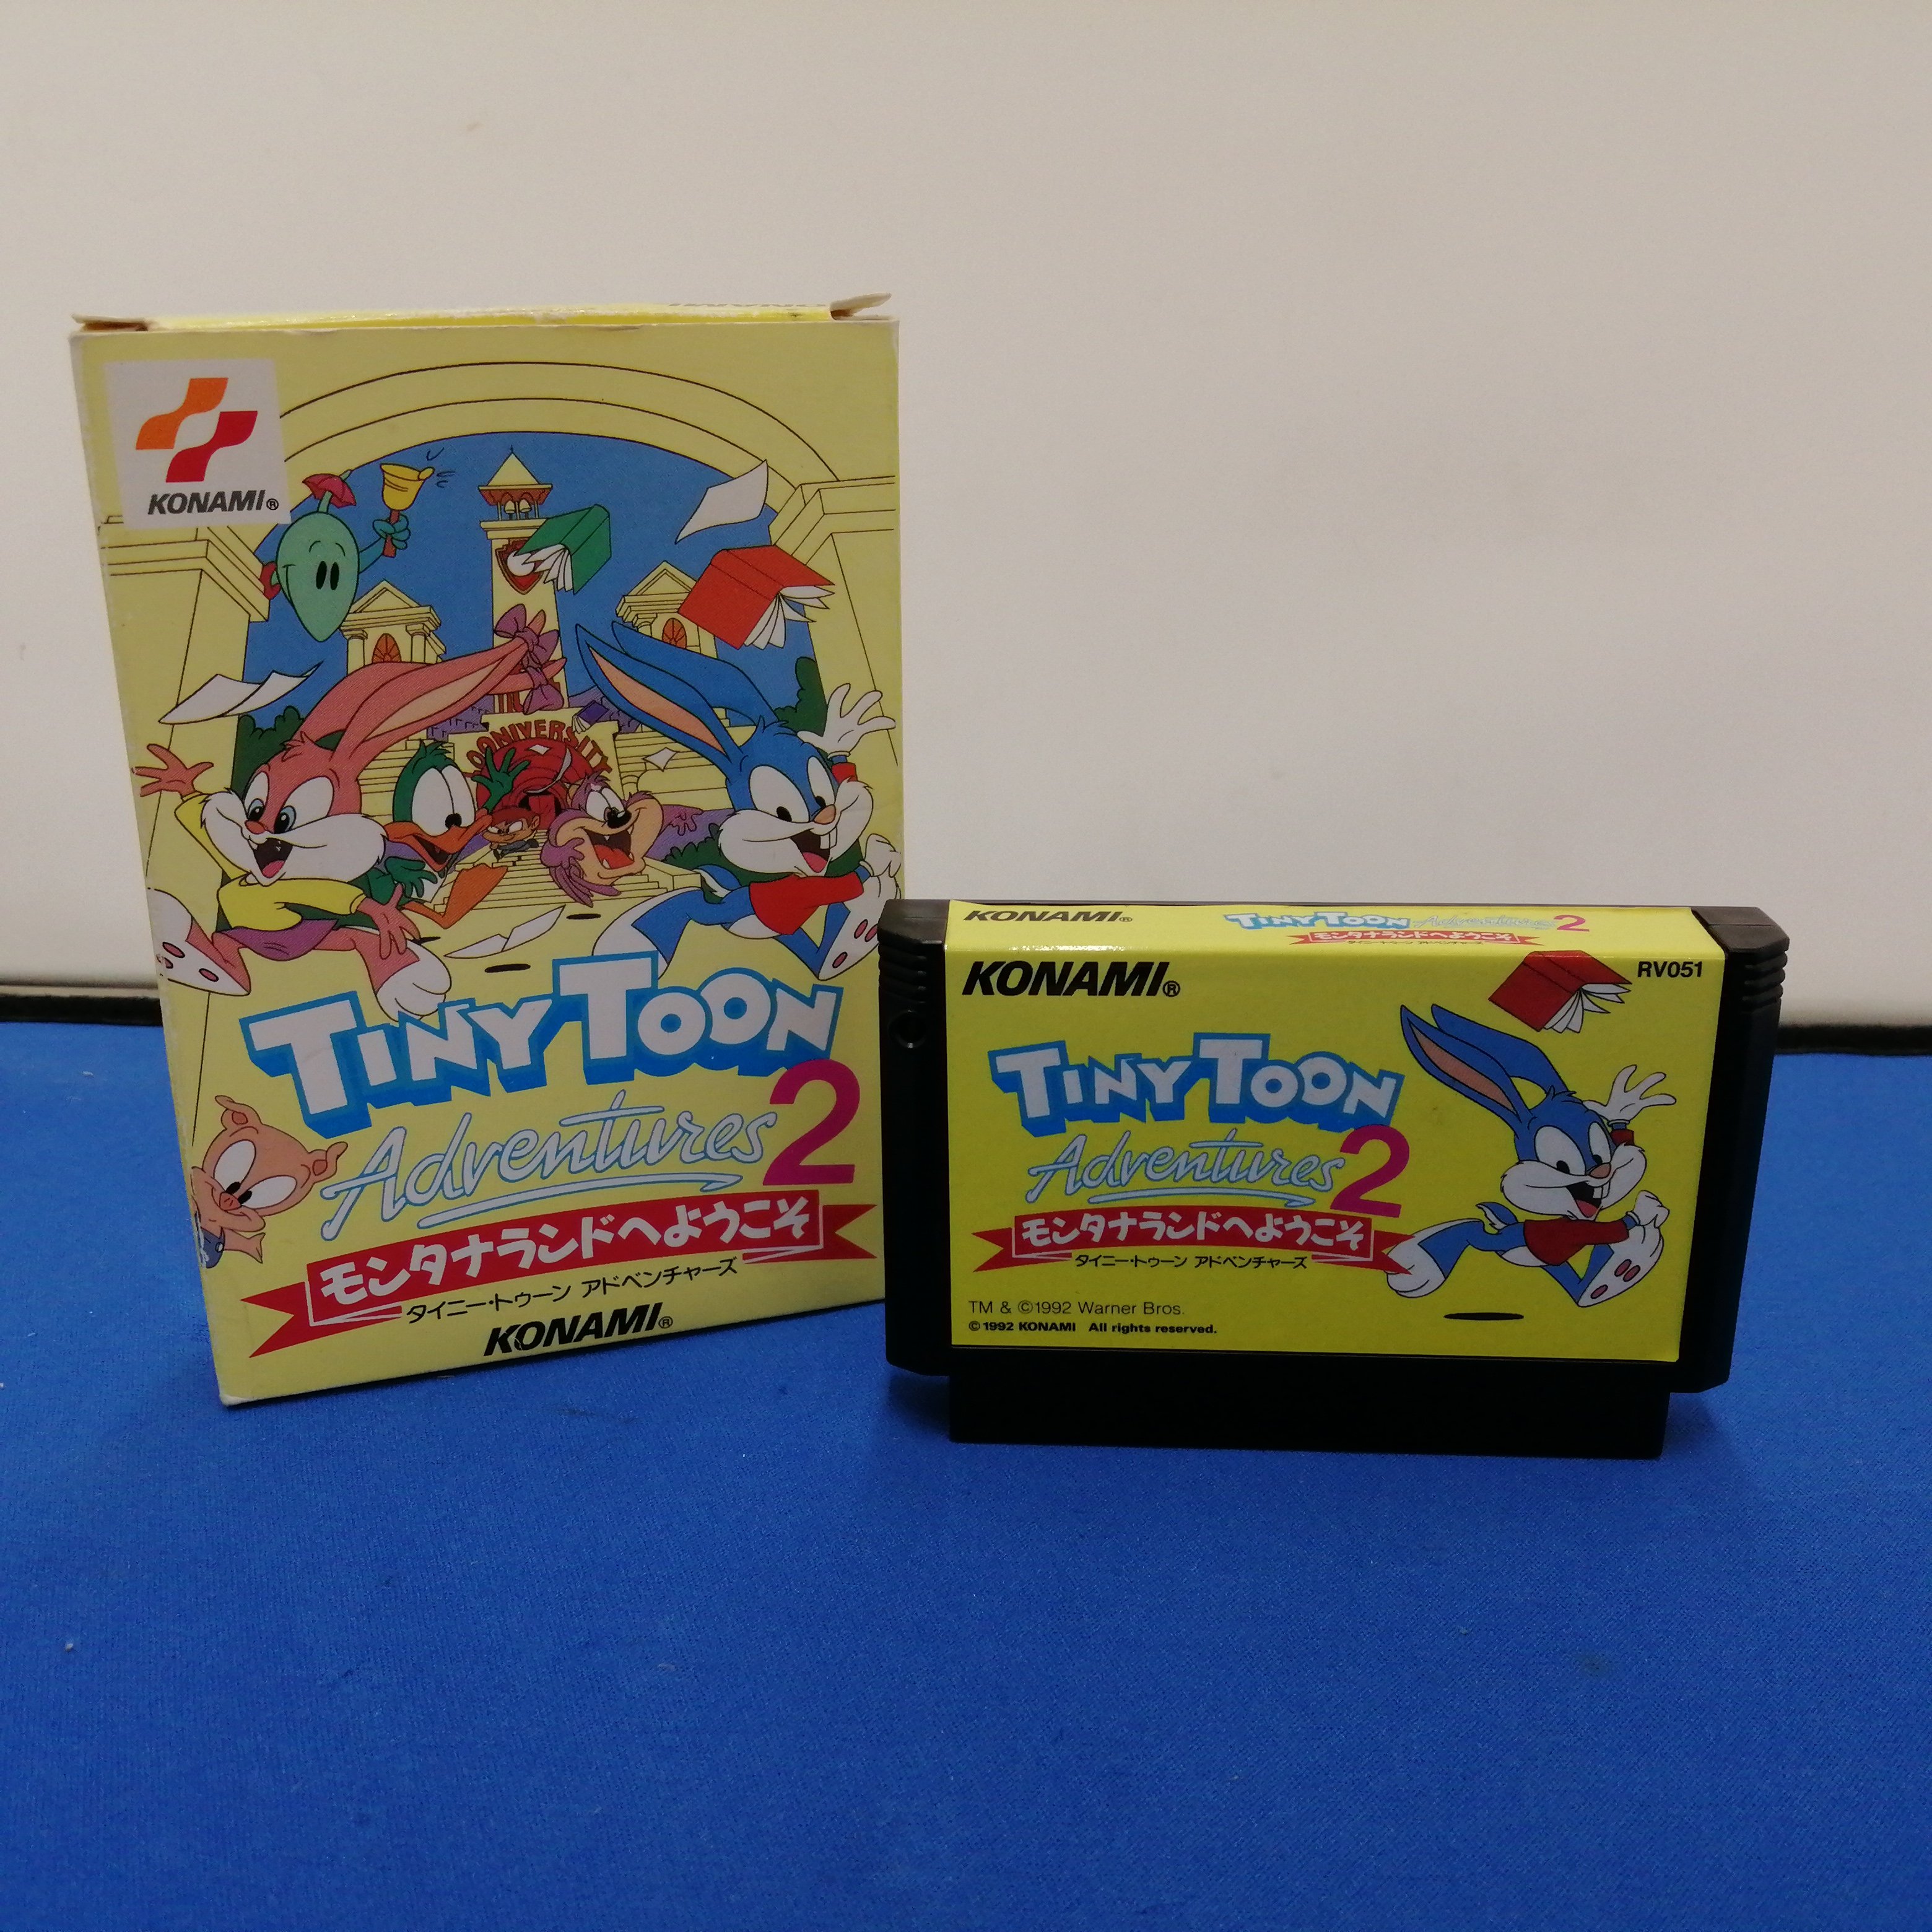 KONAMI®
OONIVERSITY
TINY TOON
Adventures 2
モンタナランドへようこそ
タイニー・トゥーン アドベンチャーズ
KONAMI®
KONAMI®
TINY TOON Adventures 2
モンタナランドへようこそ
タイニー・トゥーン アドベンチャーズ
KONAMI®
RV051
TINY TOON
Adventures 2
モンタナランドへようこそ
タイニー・トゥーン アドベンチャーズ
TM & ©1992 Warner Bros.
©1992 KONAMI All rights reserved.